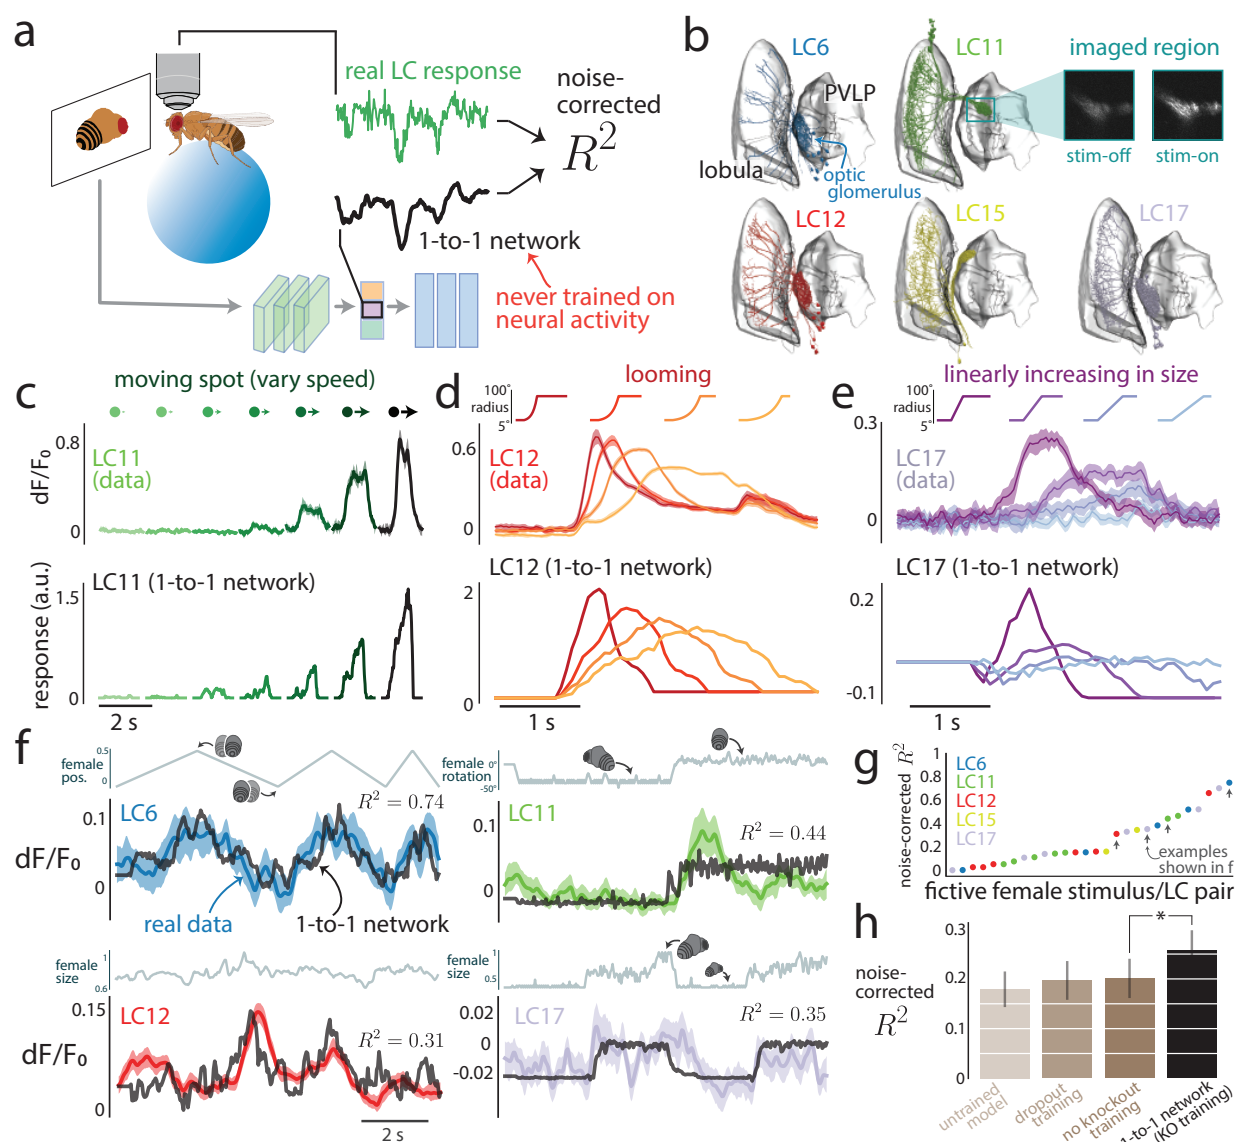 a
real LC response
noise-
corrected
R²
1-to-1 network
never trained on
neural activity
b
LC6
PVLP
lobula
optic
glomerulus
LC11
imaged region
stim-off
stim-on
LC12
LC15
LC17
c
moving spot (vary speed)
0.8
dF/F₀
LC11
(data)
0
response (a.u.)
LC11 (1-to-1 network)
1.5
0
2 s
d
looming
100°
radius
5°
0.6
LC12
(data)
0
LC12 (1-to-1 network)
2
0
1 s
e
linearly increasing in size
100°
radius
5°
0.3
LC17
(data)
0
LC17 (1-to-1 network)
0.2
-0.1
1 s
f
female
pos.
0.5
0
0.1
LC6
R² = 0.74
dF/F₀
0
real data
1-to-1 network
female
rotation
0°
-50°
0.1
LC11
R² = 0.44
0
female
size
1
0.6
0.15
LC12
R² = 0.31
dF/F₀
0
2 s
female
size
1
0.5
0.02
LC17
R² = 0.35
0
-0.02
g
noise-corrected R²
1
0.8
0.6
0.4
0.2
0
LC6
LC11
LC12
LC15
LC17
examples
shown in f
fictive female stimulus/LC pair
h
noise-
corrected
R²
0.3
0.2
0.1
0
*
untrained
model
dropout
training
no knockout
training
1-to-1 network
(KO training)